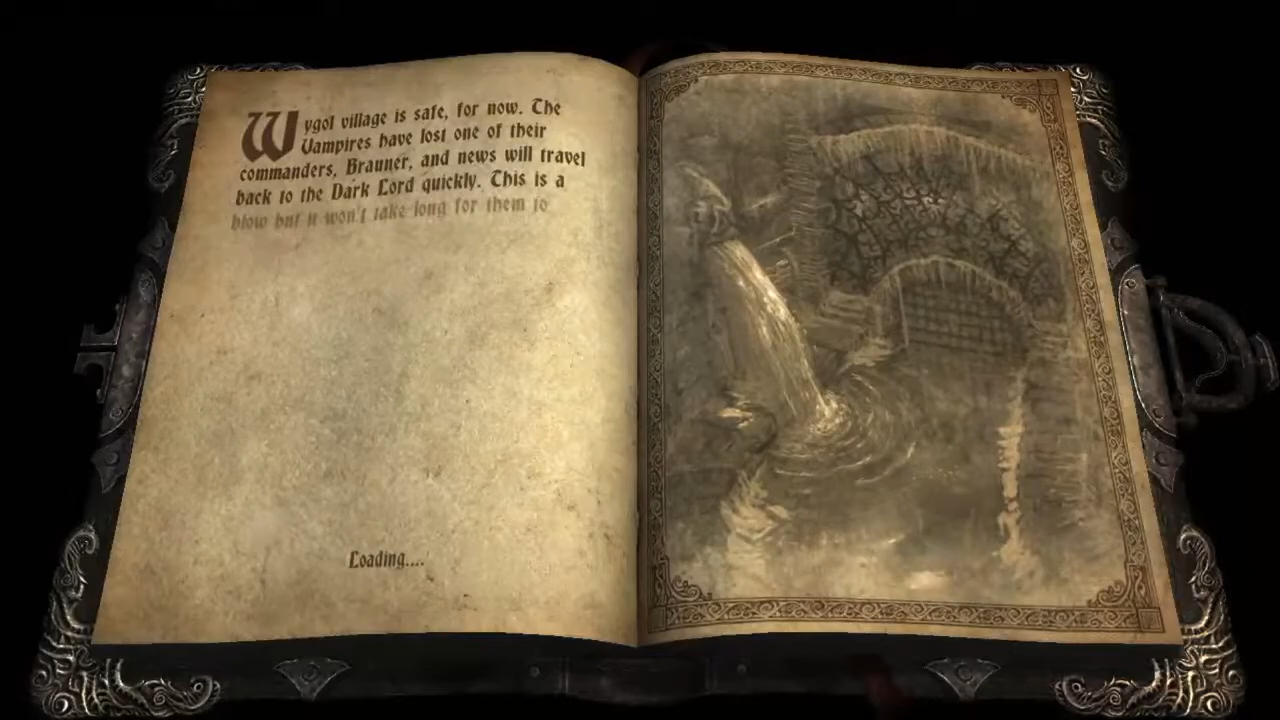 Wygol village is safe, for now. The
Vampires have lost one of their
commanders, Brauner, and news will travel
back to the Dark Lord quickly. This is a
blow but it won't take long for them to
Loading....